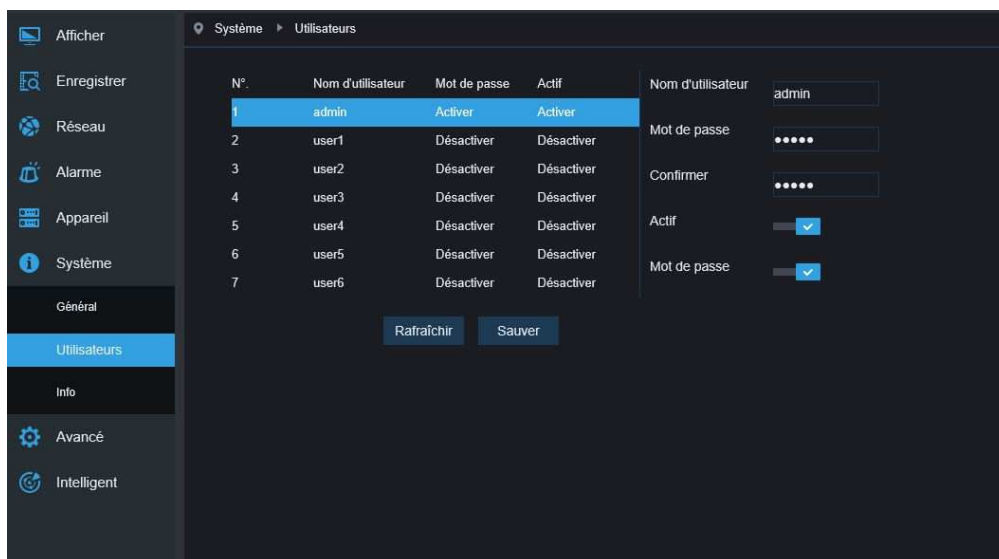 Afficher
Enregistrer
Réseau
Alarme
Appareil
Système
Général
Utilisateurs
Info
Avancé
Intelligent
Système Utilisateurs
N°. Nom d'utilisateur Mot de passe Actif
1 admin Activer Activer
2 user1 Désactiver Désactiver
3 user2 Désactiver Désactiver
4 user3 Désactiver Désactiver
5 user4 Désactiver Désactiver
6 user5 Désactiver Désactiver
7 user6 Désactiver Désactiver
Rafraîchir Sauver
Nom d'utilisateur admin
Mot de passe •••••
Confirmer •••••
Actif
Mot de passe